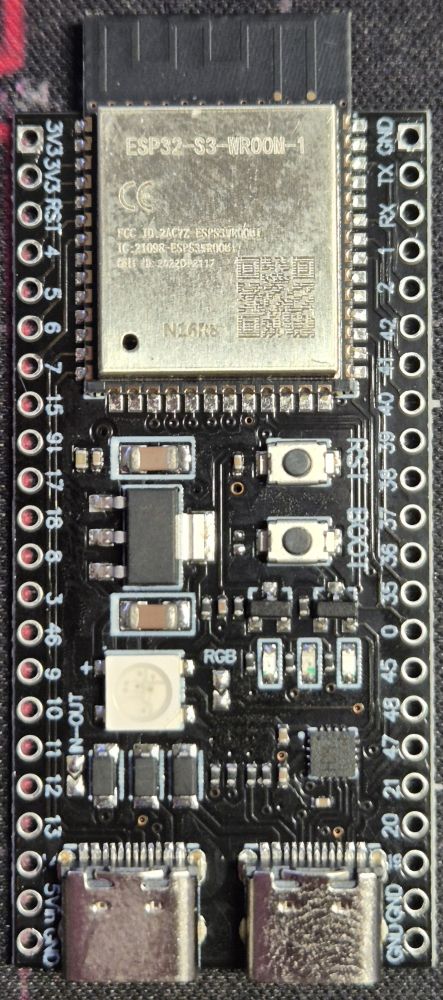 ESP32-S3-WROOM-1
CE
FCC ID:2AC7Z-ESPS3WROOM1
IC:21098-ESPS3WROOM1
N16R8
3V3
3V3
RST
4
5
6
7
15
16
17
18
8
3
46
9
10
11
12
13
5Vin
GND
GND
TX
RX
1
2
42
41
40
39
38
37
36
35
0
45
48
47
21
20
19
GND
GND
RST
BOOT
RGB
+
IN-OUT